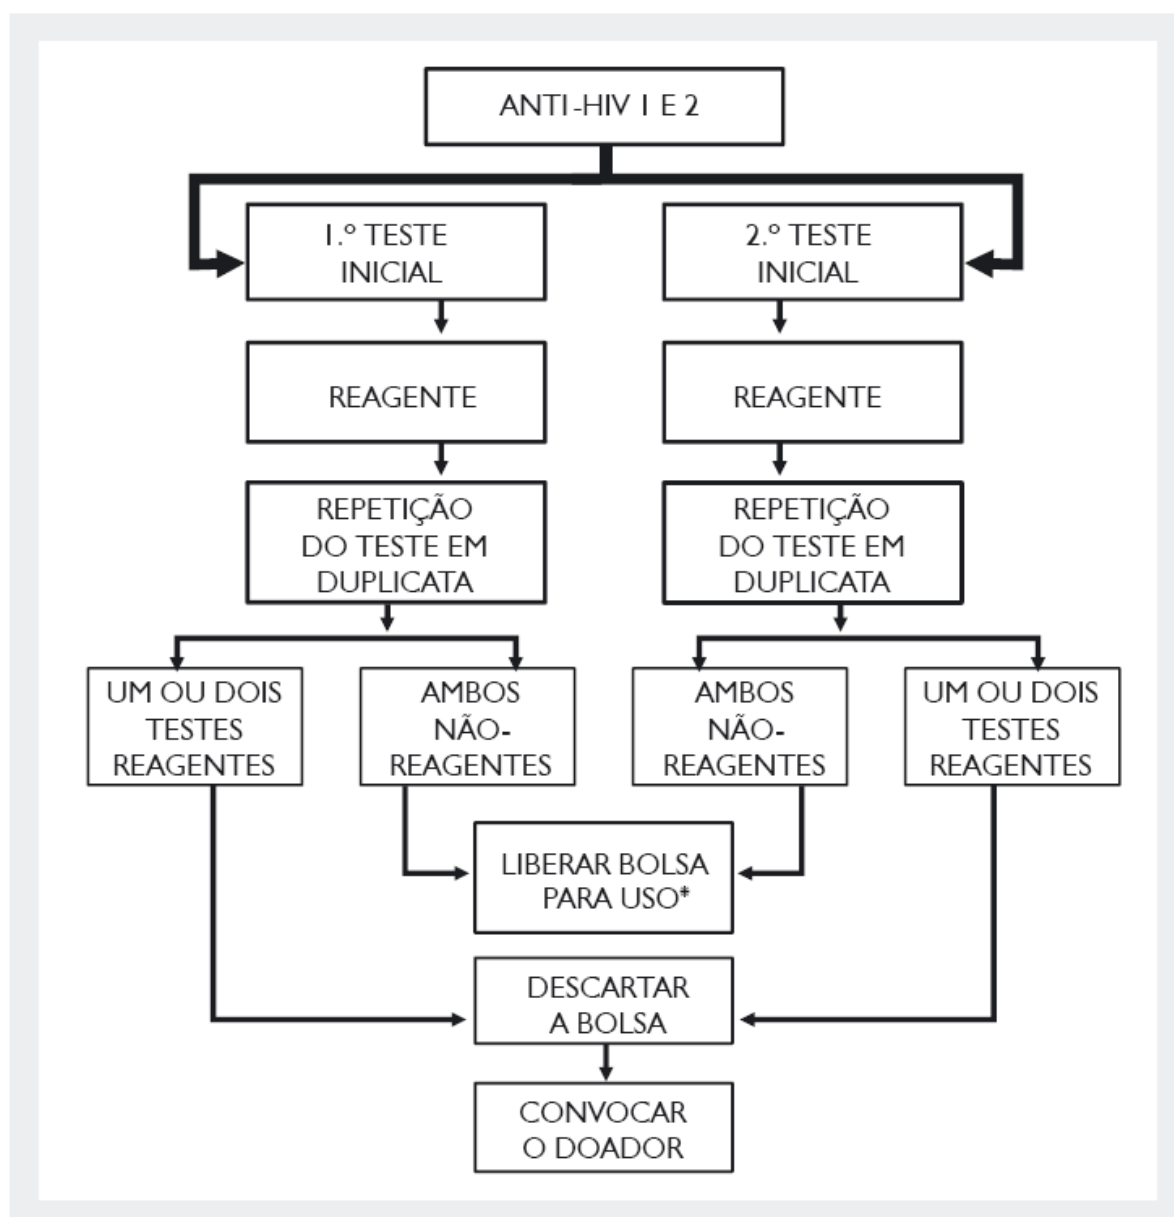 ANTI-HIV 1 E 2
1.º TESTE
INICIAL
2.º TESTE
INICIAL
REAGENTE
REAGENTE
REPETIÇÃO
DO TESTE EM
DUPLICATA
REPETIÇÃO
DO TESTE EM
DUPLICATA
UM OU DOIS
TESTES
REAGENTES
AMBOS
NÃO-
REAGENTES
AMBOS
NÃO-
REAGENTES
UM OU DOIS
TESTES
REAGENTES
LIBERAR BOLSA
PARA USO*
DESCARTAR
A BOLSA
CONVOCAR
O DOADOR